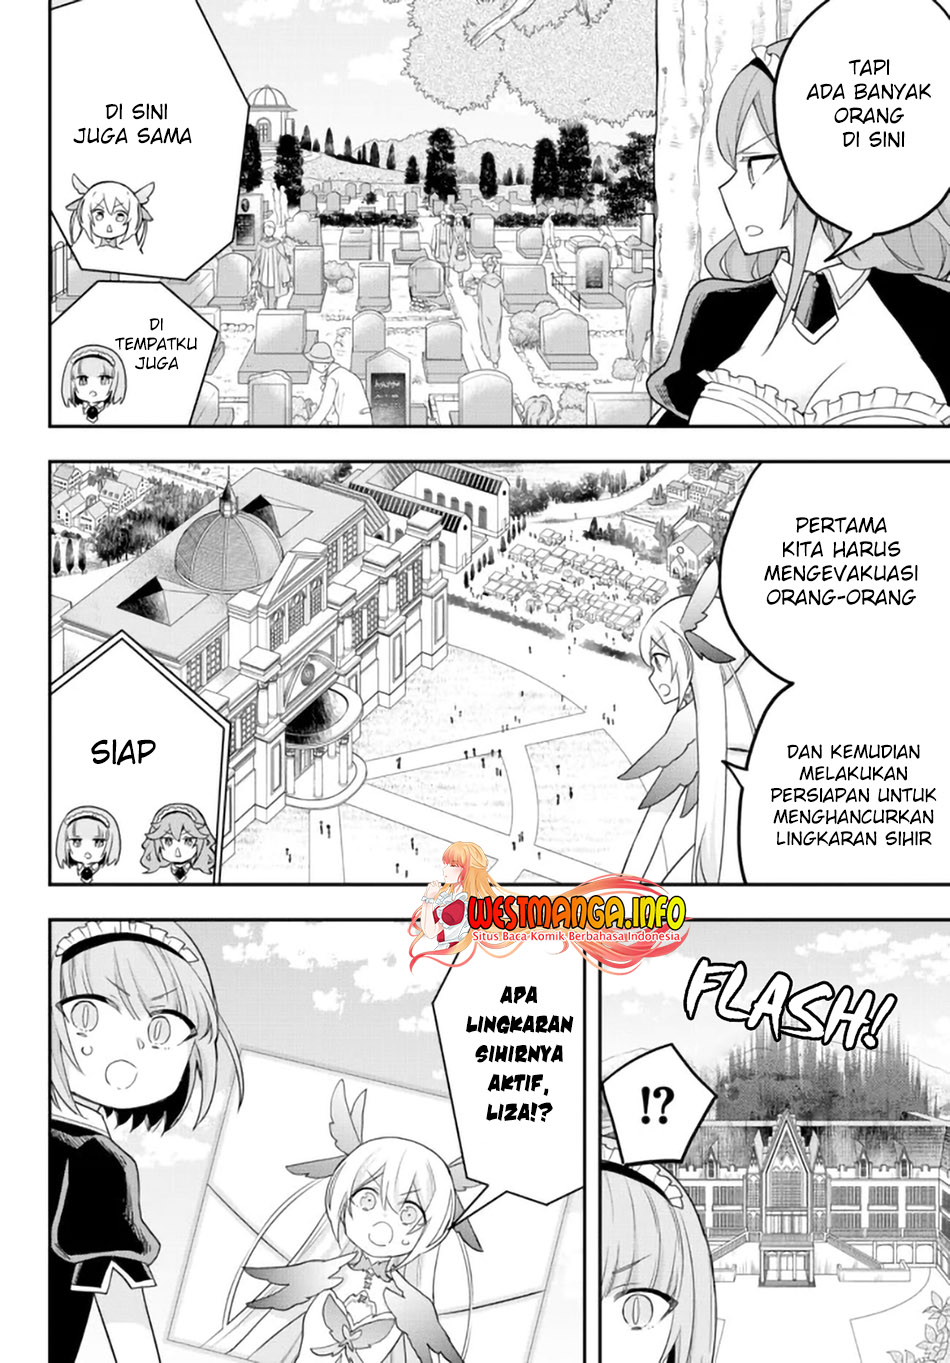 TAPI
ADA BANYAK
ORANG
DI SINI
DI SINI
JUGA SAMA
DI
TEMPATKU
JUGA
PERTAMA
KITA HARUS
MENGEVAKUASI
ORANG-ORANG
DAN KEMUDIAN
MELAKUKAN
PERSIAPAN UNTUK
MENGHANCURKAN
LINGKARAN SIHIR
SIAP
WESTMANGA.INFO
Situs Baca Komik Berbahasa Indonesia
FLASH!
!?
APA
LINGKARAN
SIHIRNYA
AKTIF,
LIZA!?